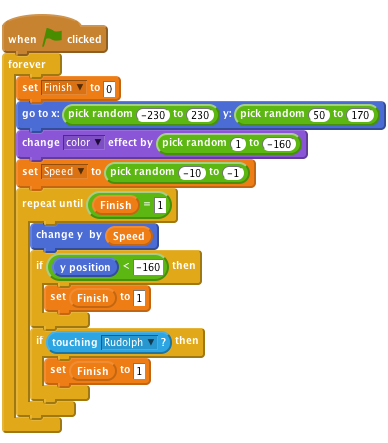 when clicked
forever
set Finish to 0
go to x: pick random -230 to 230 y: pick random 50 to 170
change color effect by pick random 1 to -160
set Speed to pick random -10 to -1
repeat until Finish = 1
change y by Speed
if y position < -160 then
set Finish to 1
if touching Rudolph ? then
set Finish to 1